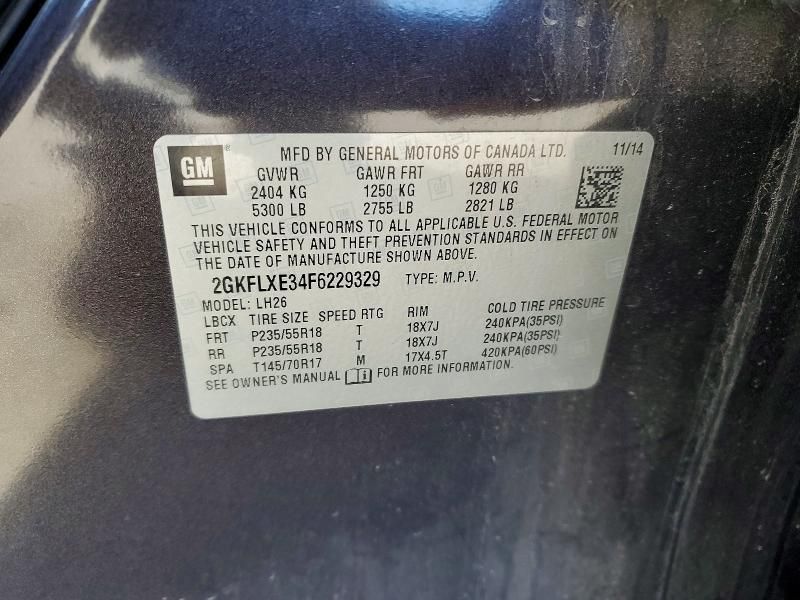 GM ® MFD BY GENERAL MOTORS OF CANADA LTD. 11/14
GVWR GAWR FRT GAWR RR
2404 KG 1250 KG 1280 KG
5300 LB 2755 LB 2821 LB
THIS VEHICLE CONFORMS TO ALL APPLICABLE U.S. FEDERAL MOTOR
VEHICLE SAFETY AND THEFT PREVENTION STANDARDS IN EFFECT ON
THE DATE OF MANUFACTURE SHOWN ABOVE.
2GKFLXE34F6229329 TYPE: M.P.V.
MODEL: LH26
LBCX TIRE SIZE SPEED RTG RIM COLD TIRE PRESSURE
FRT P235/55R18 T 18X7J 240KPA(35PSI)
RR P235/55R18 T 18X7J 240KPA(35PSI)
SPA T145/70R17 M 17X4.5T 420KPA(60PSI)
SEE OWNER'S MANUAL FOR MORE INFORMATION.